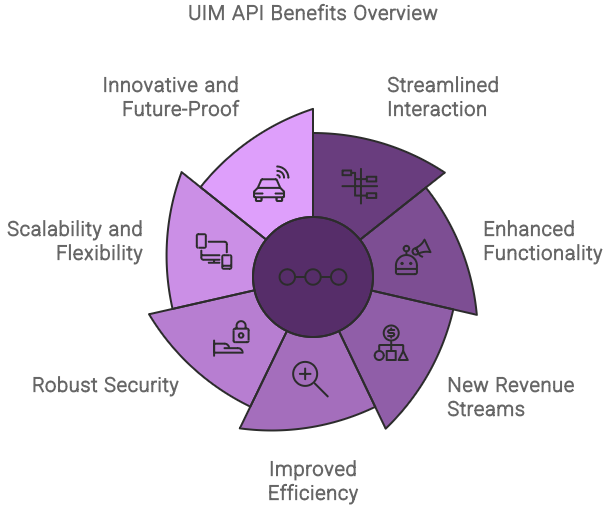 UIM API Benefits Overview
Innovative and
Future-Proof
Streamlined
Interaction
Scalability and
Flexibility
Enhanced
Functionality
Robust Security
New Revenue
Streams
Improved
Efficiency